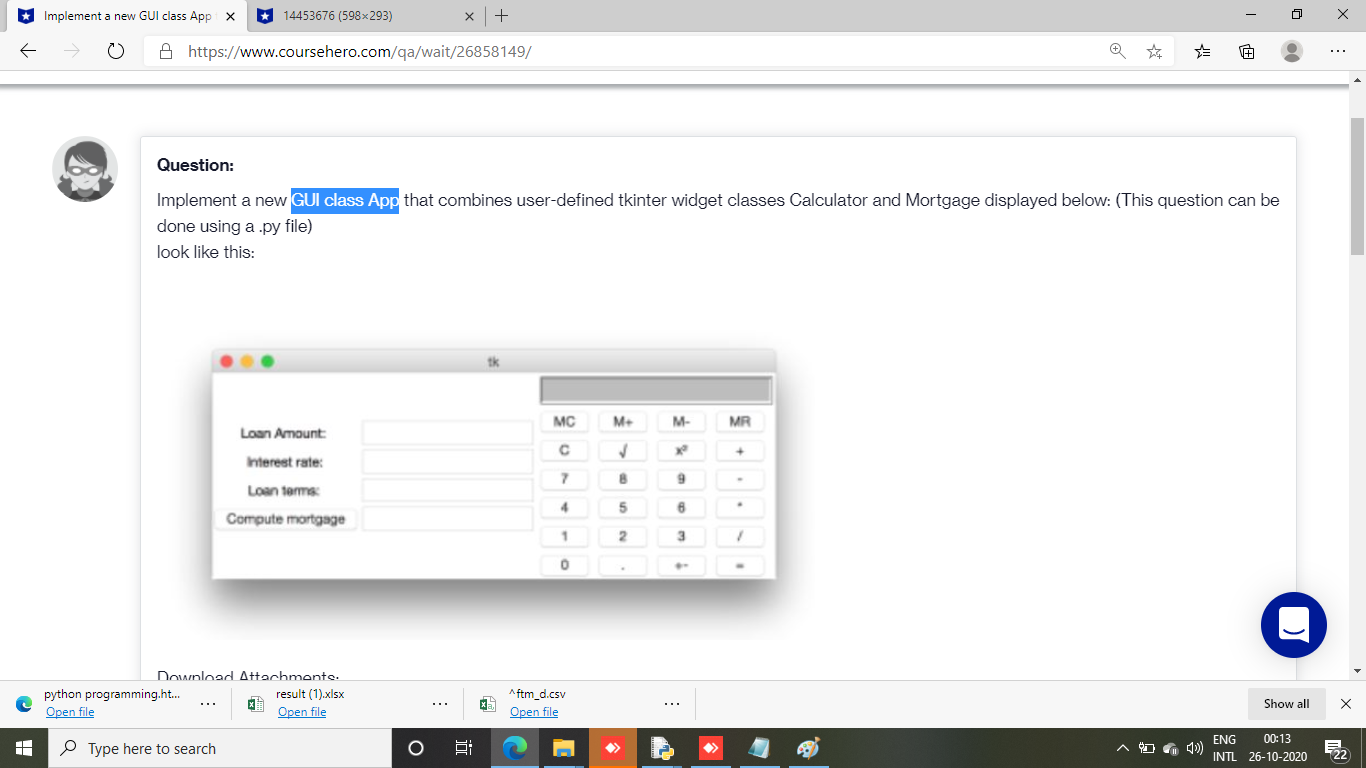 Implement a new GUI class App
14453676 (598×293)
https://www.coursehero.com/qa/wait/26858149/
Question:
Implement a new GUI class App that combines user-defined tkinter widget classes Calculator and Mortgage displayed below: (This question can be
done using a .py file)
look like this:
tk
MC M+ M- MR
Loan Amount:
C √ x² +
Interest rate:
7 8 9 -
Loan terms:
4 5 6 *
Compute mortgage
1 2 3 /
0 . +- =
Download Attachments:
python programming.ht...
Open file
result (1).xlsx
Open file
^ftm_d.csv
Open file
Show all
Type here to search
ENG
INTL
00:13
26-10-2020
22